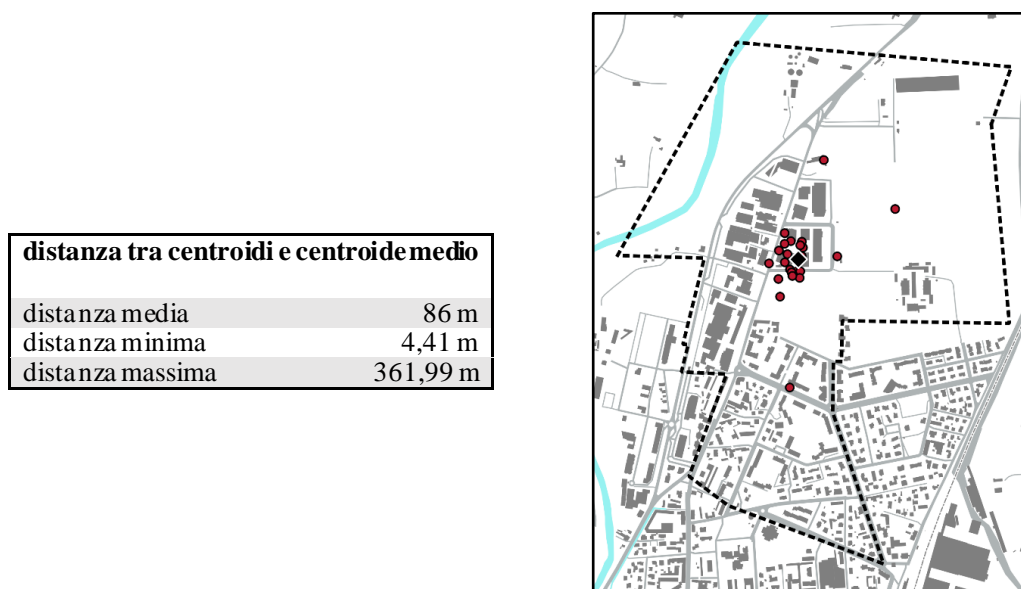 distanza tra centroidi e centroide medio
distanza media 86 m
distanza minima 4,41 m
distanza massima 361,99 m